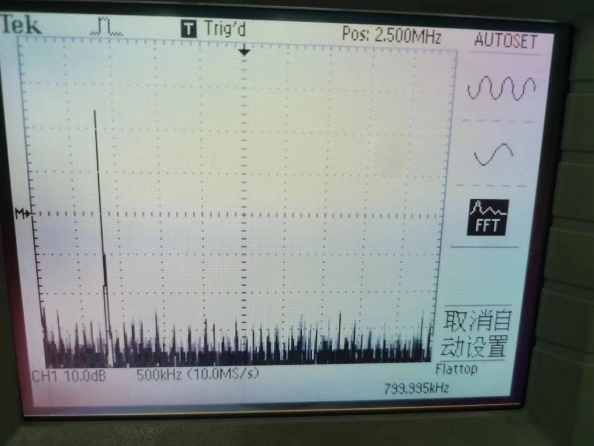 Tek
T Trig'd
Pos: 2.500MHz
AUTOSET
M
FFT
取消自
动设置
CH1 10.0dB
500kHz (10.0MS/s)
Flattop
799.995kHz